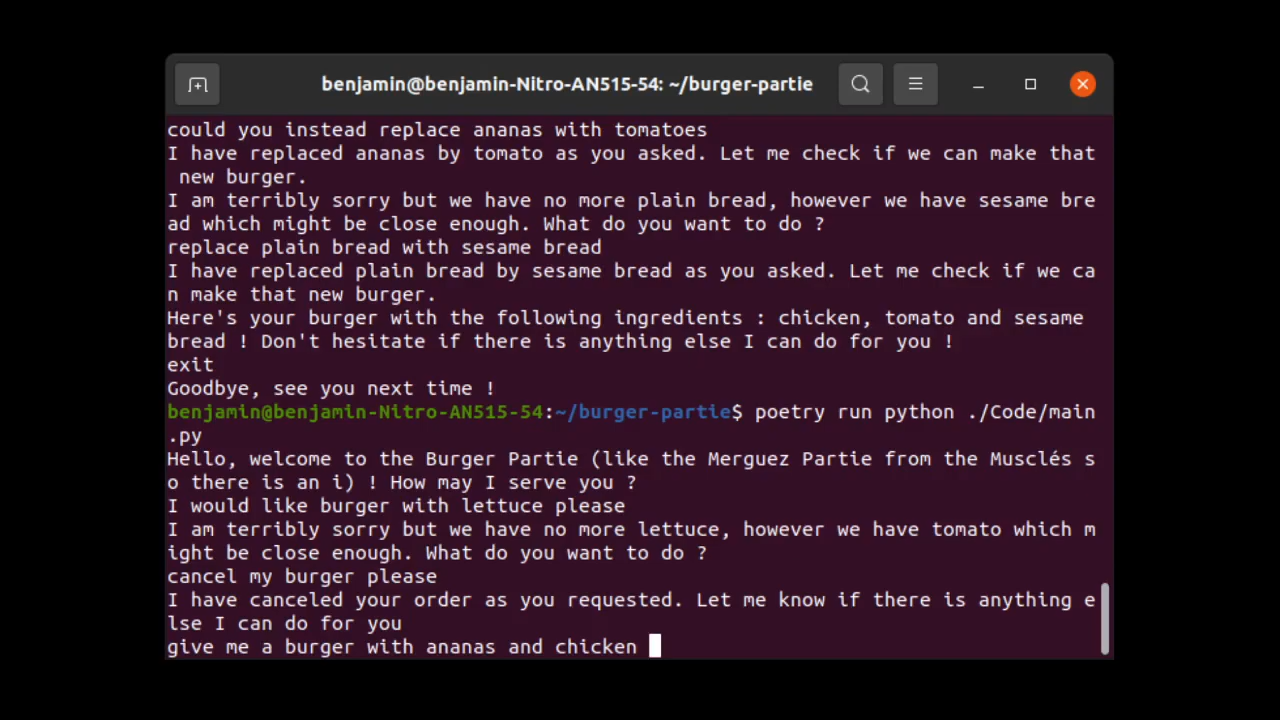 benjamin@benjamin-Nitro-AN515-54: ~/burger-partie
could you instead replace ananas with tomatoes
I have replaced ananas by tomato as you asked. Let me check if we can make that
 new burger.
I am terribly sorry but we have no more plain bread, however we have sesame bre
ad which might be close enough. What do you want to do ?
replace plain bread with sesame bread
I have replaced plain bread by sesame bread as you asked. Let me check if we ca
n make that new burger.
Here's your burger with the following ingredients : chicken, tomato and sesame
bread ! Don't hesitate if there is anything else I can do for you !
exit
Goodbye, see you next time !
benjamin@benjamin-Nitro-AN515-54:~/burger-partie$ poetry run python ./Code/main
.py
Hello, welcome to the Burger Partie (like the Merguez Partie from the Musclés s
o there is an i) ! How may I serve you ?
I would like burger with lettuce please
I am terribly sorry but we have no more lettuce, however we have tomato which m
ight be close enough. What do you want to do ?
cancel my burger please
I have canceled your order as you requested. Let me know if there is anything e
lse I can do for you
give me a burger with ananas and chicken